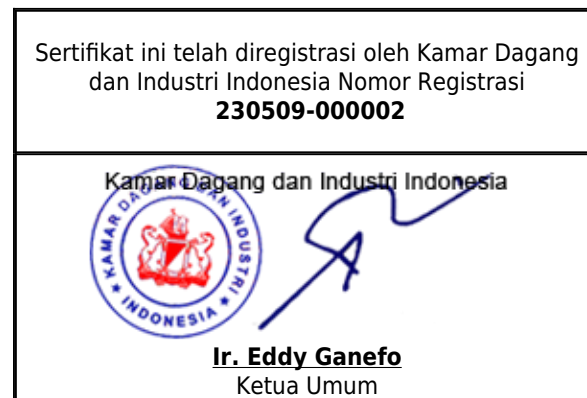 Sertifikat ini telah diregistrasi oleh Kamar Dagang
dan Industri Indonesia Nomor Registrasi
230509-000002
Kamar Dagang dan Industri Indonesia
KAMAR DAGANG DAN INDUSTRI
INDONESIA
Ir. Eddy Ganefo
Ketua Umum